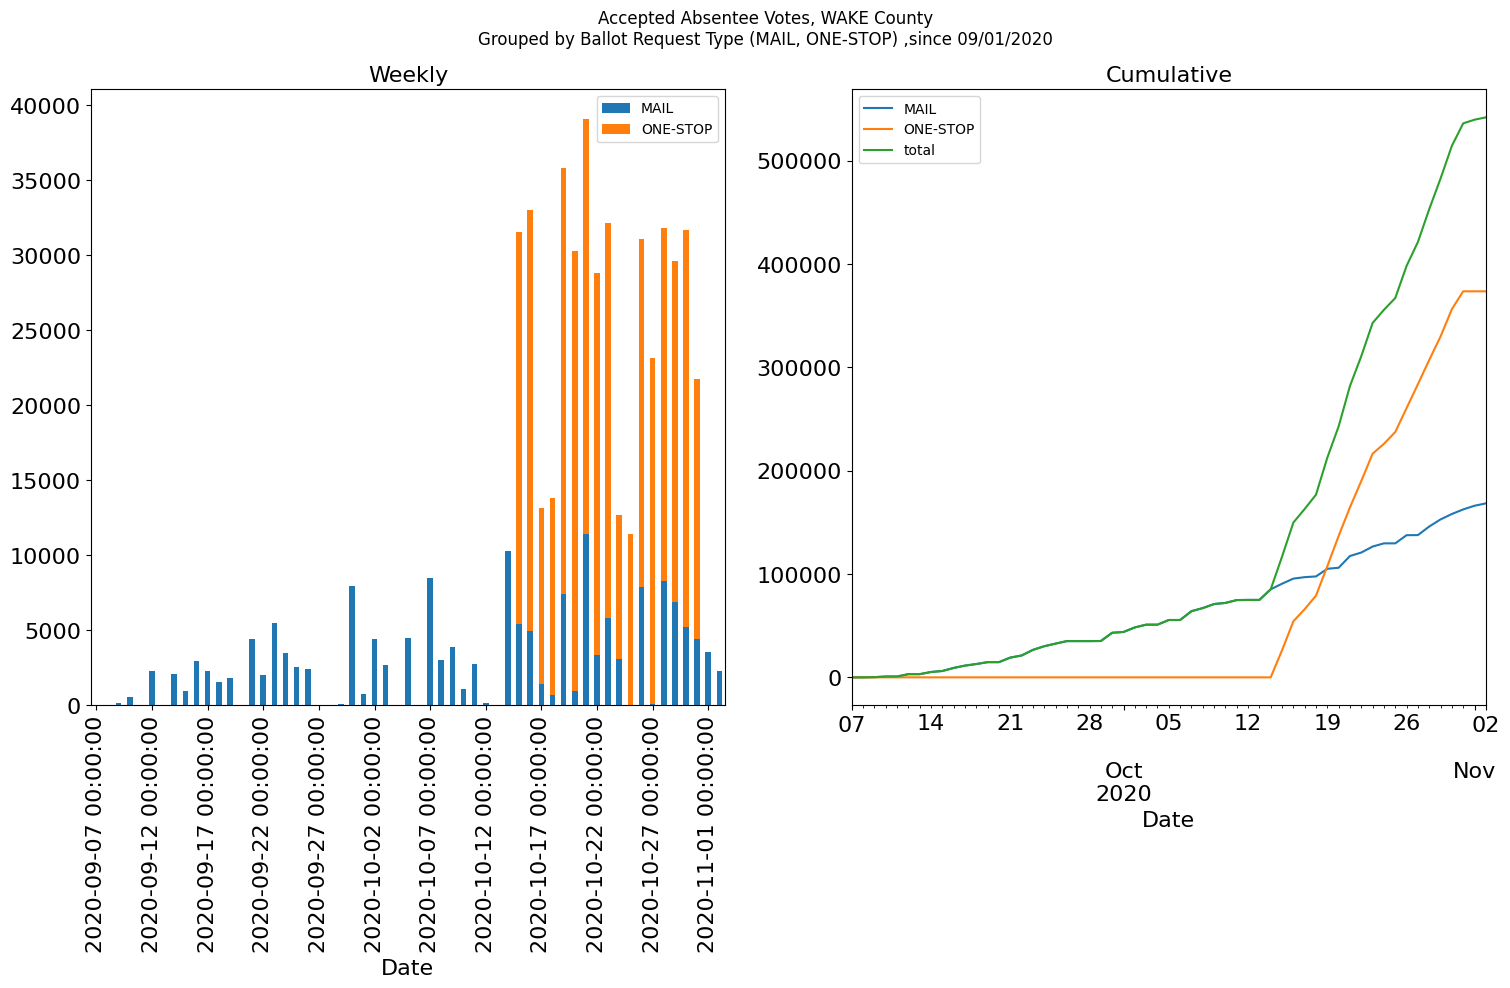 Accepted Absentee Votes, WAKE County
Grouped by Ballot Request Type (MAIL, ONE-STOP) ,since 09/01/2020
Weekly
40000
35000
30000
25000
20000
15000
10000
5000
0
MAIL
ONE-STOP
2020-09-07 00:00:00
2020-09-12 00:00:00
2020-09-17 00:00:00
2020-09-22 00:00:00
2020-09-27 00:00:00
2020-10-02 00:00:00
2020-10-07 00:00:00
2020-10-12 00:00:00
2020-10-17 00:00:00
2020-10-22 00:00:00
2020-10-27 00:00:00
2020-11-01 00:00:00
Date
Cumulative
MAIL
ONE-STOP
total
500000
400000
300000
200000
100000
0
07 14 21 28 05 12 19 26 02
Oct Nov
2020
Date